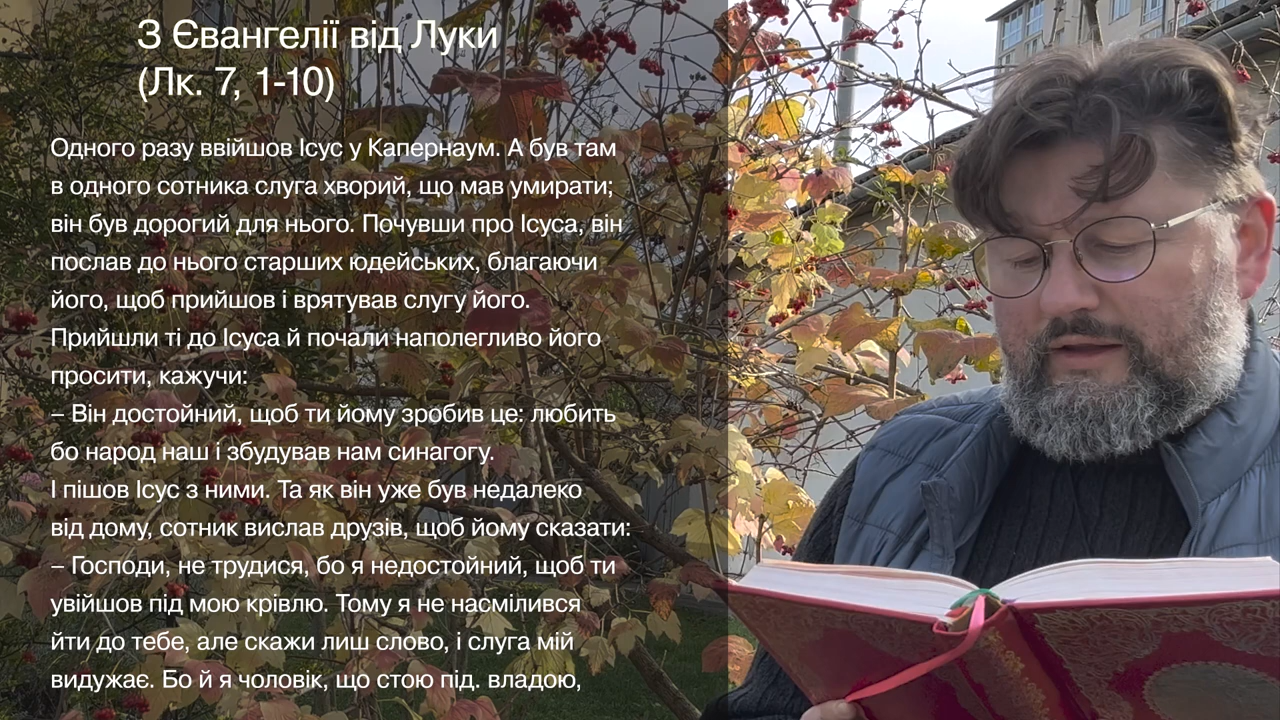 З Євангелії від Луки
(Лк. 7, 1-10)
Одного разу ввійшов Ісус у Капернаум. А був там
в одного сотника слуга хворий, що мав умирати;
він був дорогий для нього. Почувши про Ісуса, він
послав до нього старших юдейських, благаючи
його, щоб прийшов і врятував слугу його.
Прийшли ті до Ісуса й почали наполегливо його
просити, кажучи:
– Він достойний, щоб ти йому зробив це: любить
бо народ наш і збудував нам синагогу.
І пішов Ісус з ними. Та як він уже був недалеко
від дому, сотник вислав друзів, щоб йому сказати:
– Господи, не трудися, бо я недостойний, щоб ти
увійшов під мою крівлю. Тому я не насмілився
йти до тебе, але скажи лиш слово, і слуга мій
видужає. Бо й я чоловік, що стою під. владою,